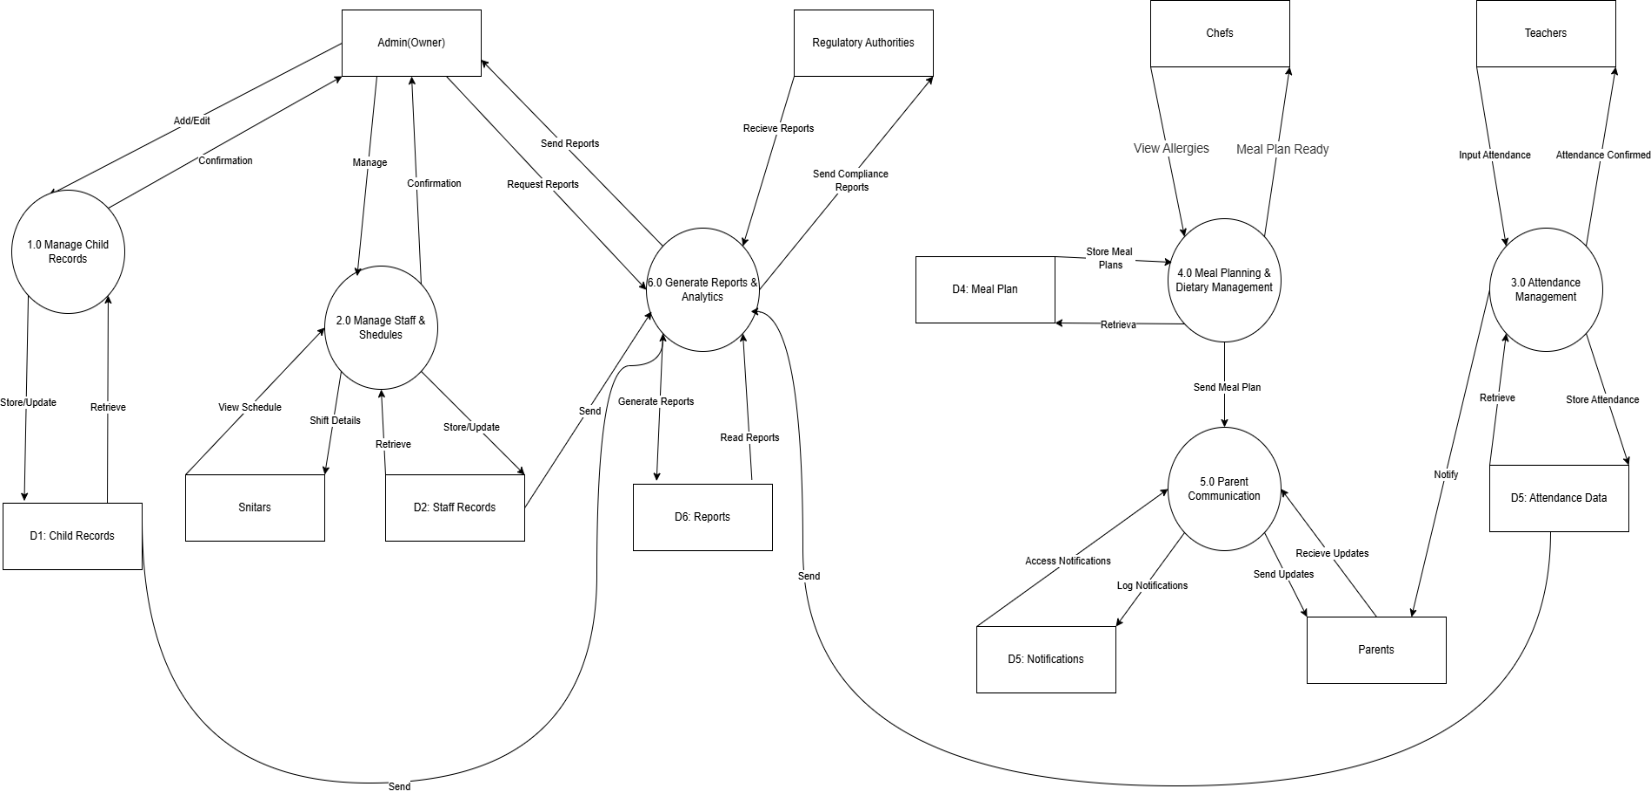 Admin(Owner)
Regulatory Authorities
Chefs
Teachers
Add/Edit
Confirmation
Manage
Confirmation
Request Reports
Send Reports
Recieve Reports
Send Compliance
Reports
View Allergies
Meal Plan Ready
Input Attendance
Attendance Confirmed
1.0 Manage Child
Records
2.0 Manage Staff &
Shedules
6.0 Generate Reports &
Analytics
Store Meal
Plans
D4: Meal Plan
Retrieva
4.0 Meal Planning &
Dietary Management
3.0 Attendance
Management
Store/Update
Retrieve
View Schedule
Shift Details
Retrieve
Store/Update
Send
Generate Reports
Read Reports
Send Meal Plan
Retrieve
Store Attendance
Notify
D1: Child Records
Snitars
D2: Staff Records
D6: Reports
5.0 Parent
Communication
D5: Attendance Data
Access Notifications
Log Notifications
Send Updates
Recieve Updates
Send
D5: Notifications
Parents
Send